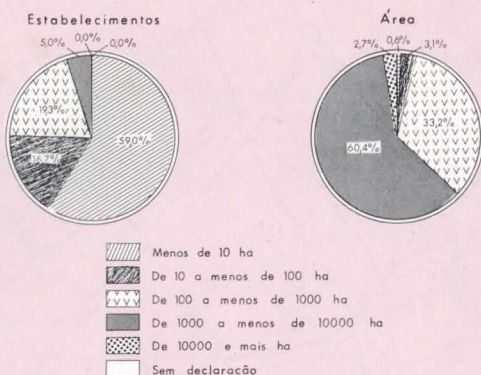 Estabelecimentos
0,0%
5,0%
0,0%
19,3%
16,7%
59,0%
Área
0,6%
2,7%
3,1%
33,2%
60,4%
Menos de 10 ha
De 10 a menos de 100 ha
De 100 a menos de 1000 ha
De 1000 a menos de 10000 ha
De 10000 e mais ha
Sem declaração